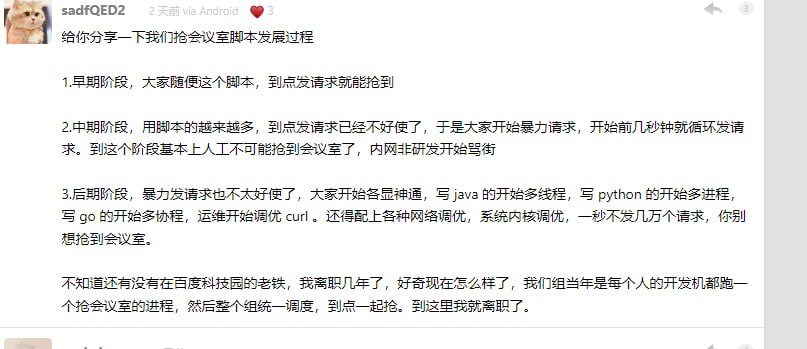 sadfQED2 2 天前 via Android 3 3
给你分享一下我们抢会议室脚本发展过程
1.早期阶段，大家随便这个脚本，到点发请求就能抢到
2.中期阶段，用脚本的越来越多，到点发请求已经不好使了，于是大家开始暴力请求，开始前几秒钟就循环发请
求。到这个阶段基本上人工不可能抢到会议室了，内网非研发开始骂街
3.后期阶段，暴力发请求也不太好使了，大家开始各显神通，写 java 的开始多线程，写 python 的开始多进程，
写 go 的开始多协程，运维开始调优 curl 。还得配上各种网络调优，系统内核调优，一秒不发几万个请求，你别
想抢到会议室。
不知道还有没有在百度科技园的老铁，我离职几年了，好奇现在怎么样了，我们组当年是每个人的开发机都跑一
个抢会议室的进程，然后整个组统一调度，到点一起抢。到这里我就离职了。